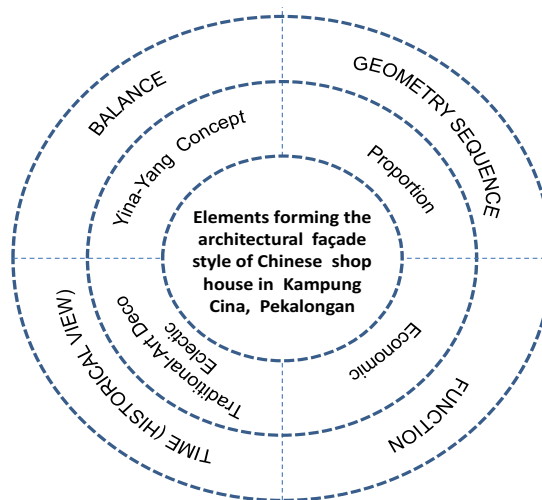 BALANCE
GEOMETRY SEQUENCE
Yina-Yang Concept
Proportion
Elements forming the
architectural façade
style of Chinese shop
house in Kampung
Cina, Pekalongan
Traditional-Art Deco
Eclectic
Economic
TIME (HISTORICAL VIEW)
FUNCTION